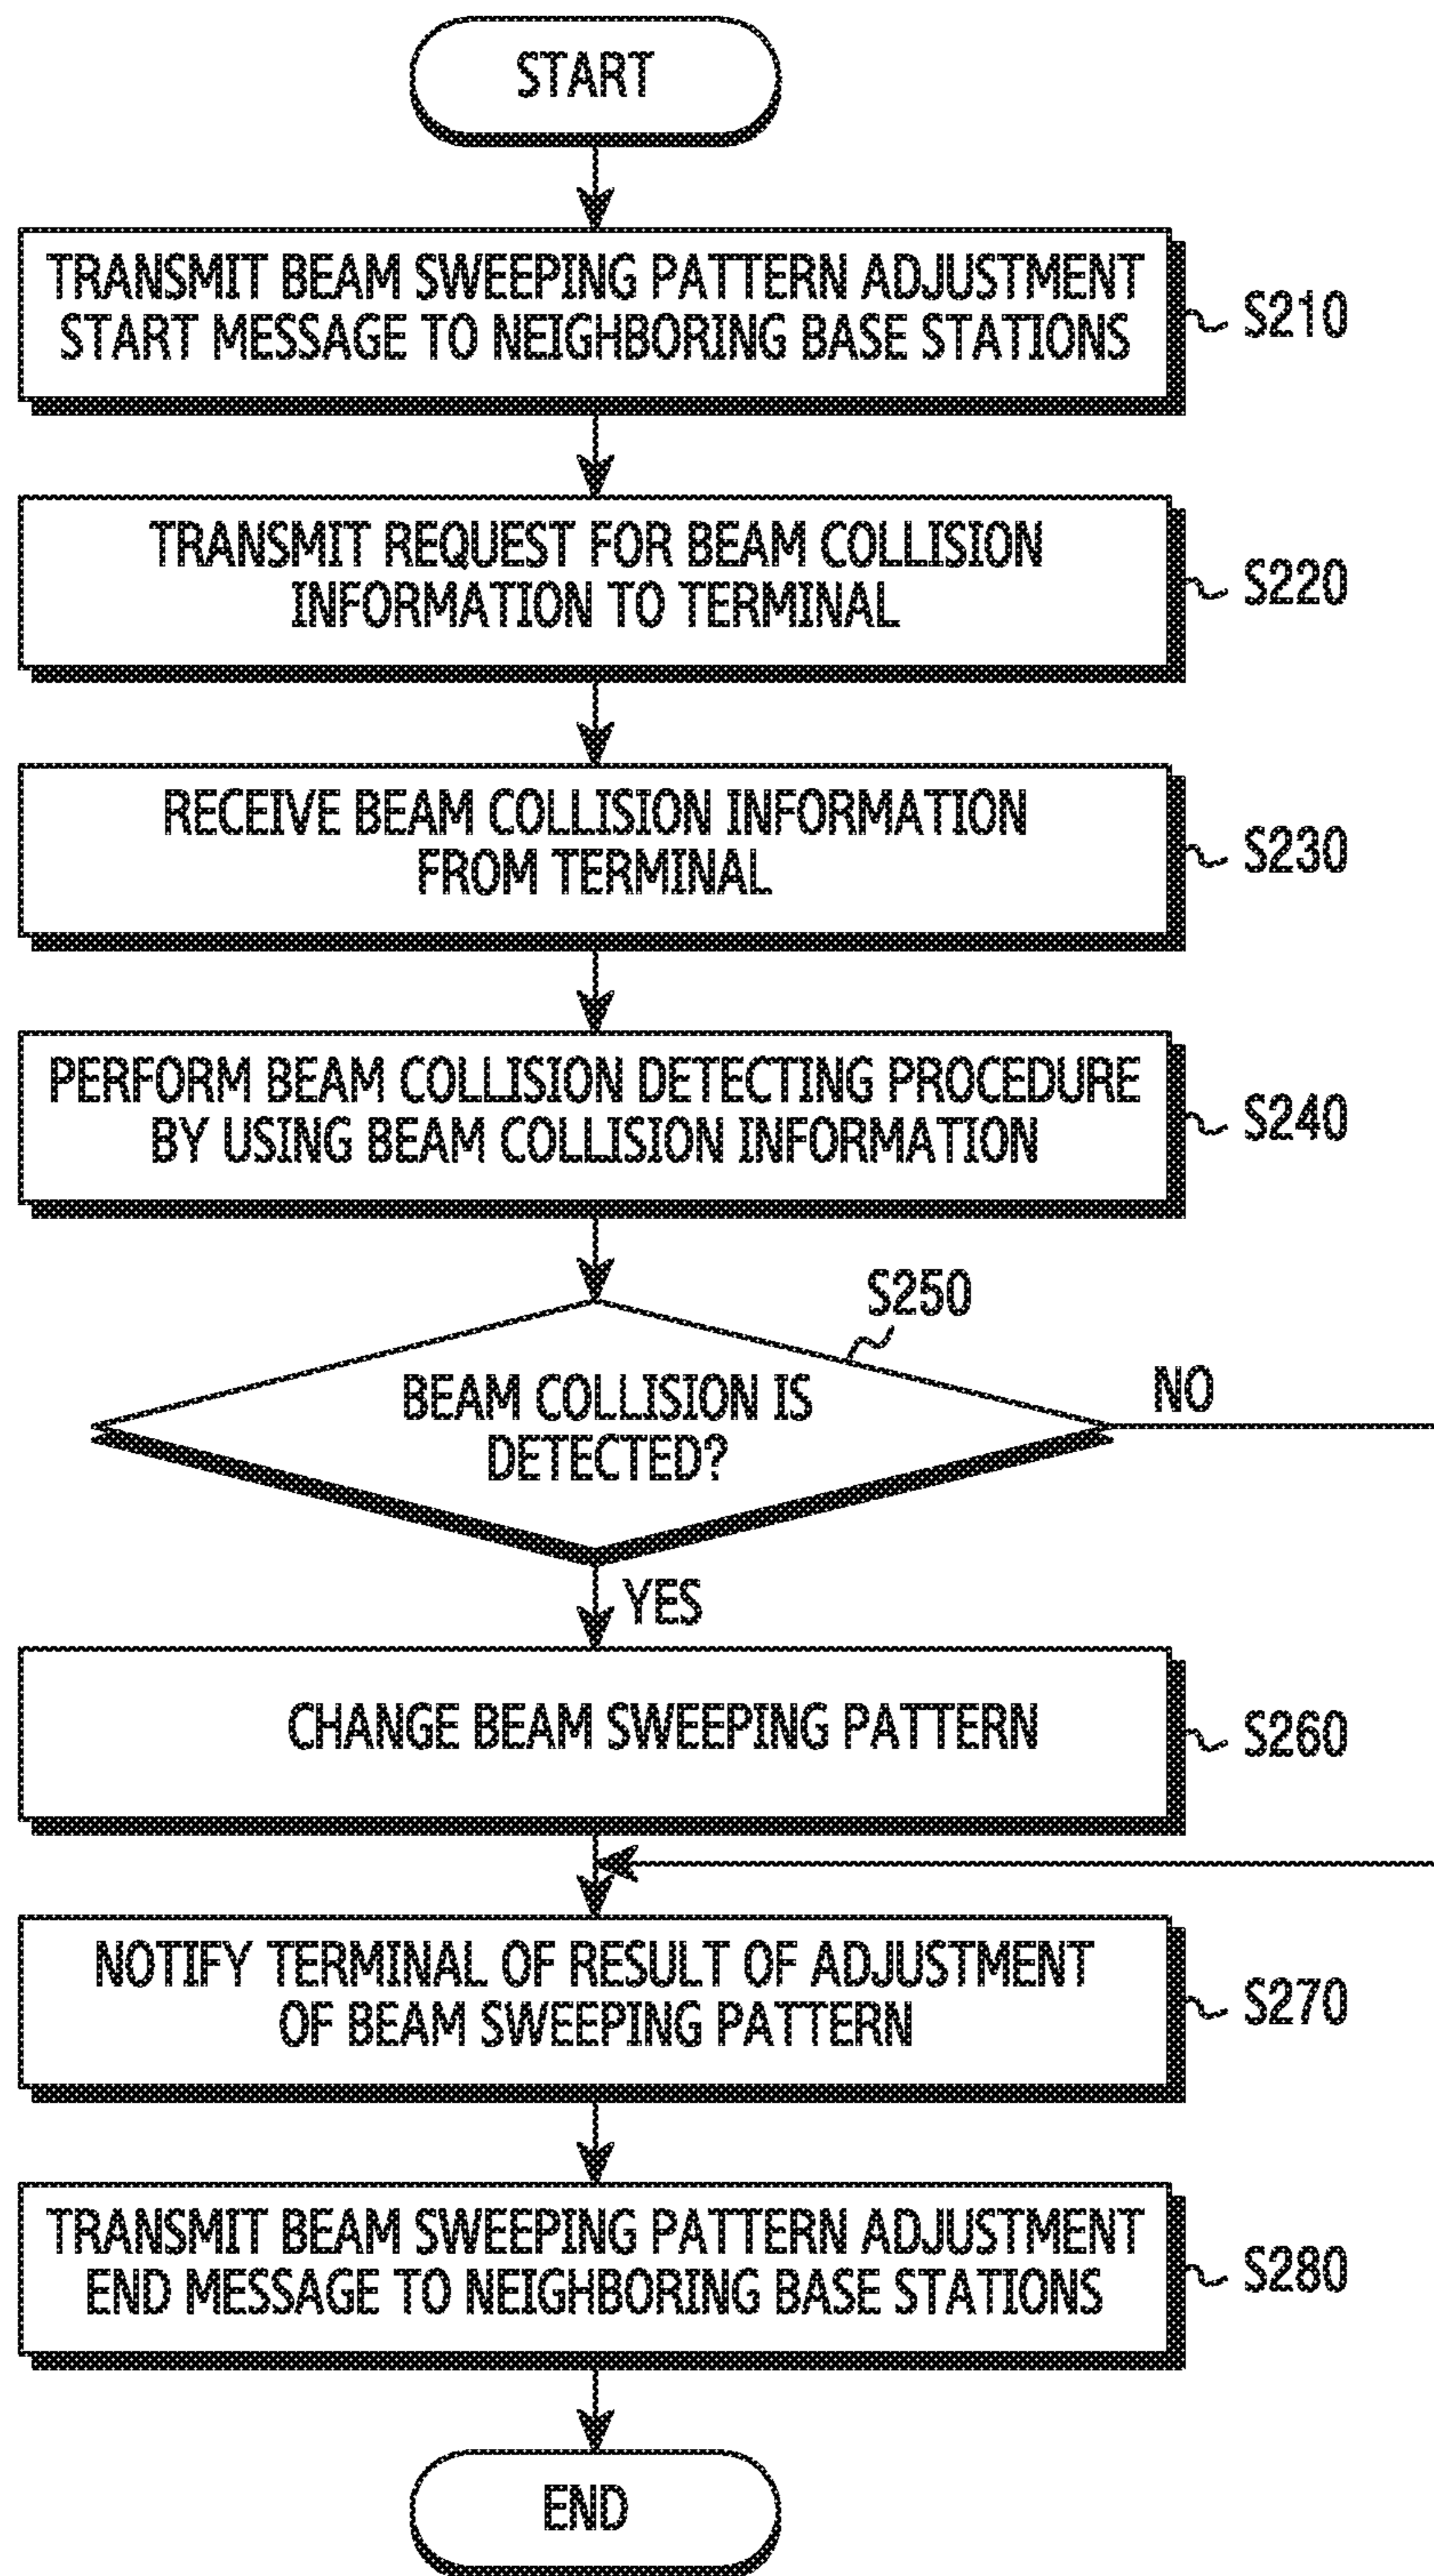 START
TRANSMIT BEAM SWEEPING PATTERN ADJUSTMENT
START MESSAGE TO NEIGHBORING BASE STATIONS
S210
TRANSMIT REQUEST FOR BEAM COLLISION
INFORMATION TO TERMINAL
S220
RECEIVE BEAM COLLISION INFORMATION
FROM TERMINAL
S230
PERFORM BEAM COLLISION DETECTING PROCEDURE
BY USING BEAM COLLISION INFORMATION
S240
S250
BEAM COLLISION IS
DETECTED?
NO
YES
CHANGE BEAM SWEEPING PATTERN
S260
NOTIFY TERMINAL OF RESULT OF ADJUSTMENT
OF BEAM SWEEPING PATTERN
S270
TRANSMIT BEAM SWEEPING PATTERN ADJUSTMENT
END MESSAGE TO NEIGHBORING BASE STATIONS
S280
END